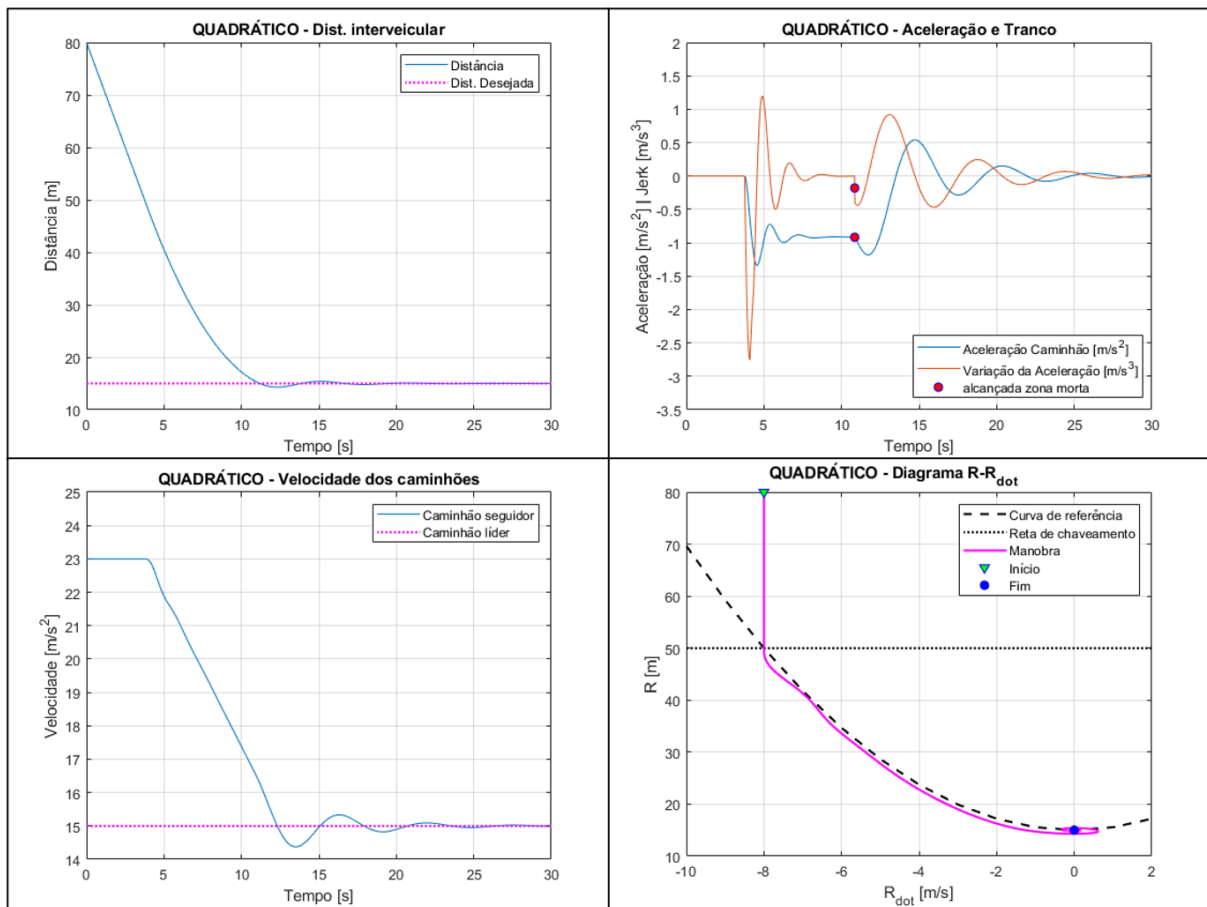 QUADRÁTICO - Dist. interveicular
Distância
Dist. Desejada
80
70
60
50
40
30
20
10
Distância [m]
0 5 10 15 20 25 30
Tempo [s]
QUADRÁTICO - Aceleração e Tranco
2
1.5
1
0.5
0
-0.5
-1
-1.5
-2
-2.5
-3
-3.5
Aceleração [m/s²] | Jerk [m/s³]
Aceleração Caminhão [m/s²]
Variação da Aceleração [m/s³]
alcançada zona morta
0 5 10 15 20 25 30
Tempo [s]
QUADRÁTICO - Velocidade dos caminhões
Caminhão seguidor
Caminhão líder
25
24
23
22
21
20
19
18
17
16
15
14
Velocidade [m/s²]
0 5 10 15 20 25 30
Tempo [s]
QUADRÁTICO - Diagrama R-R_dot
Curva de referência
Reta de chaveamento
Manobra
Início
Fim
80
70
60
50
40
30
20
10
R [m]
-10 -8 -6 -4 -2 0 2
R_dot [m/s]